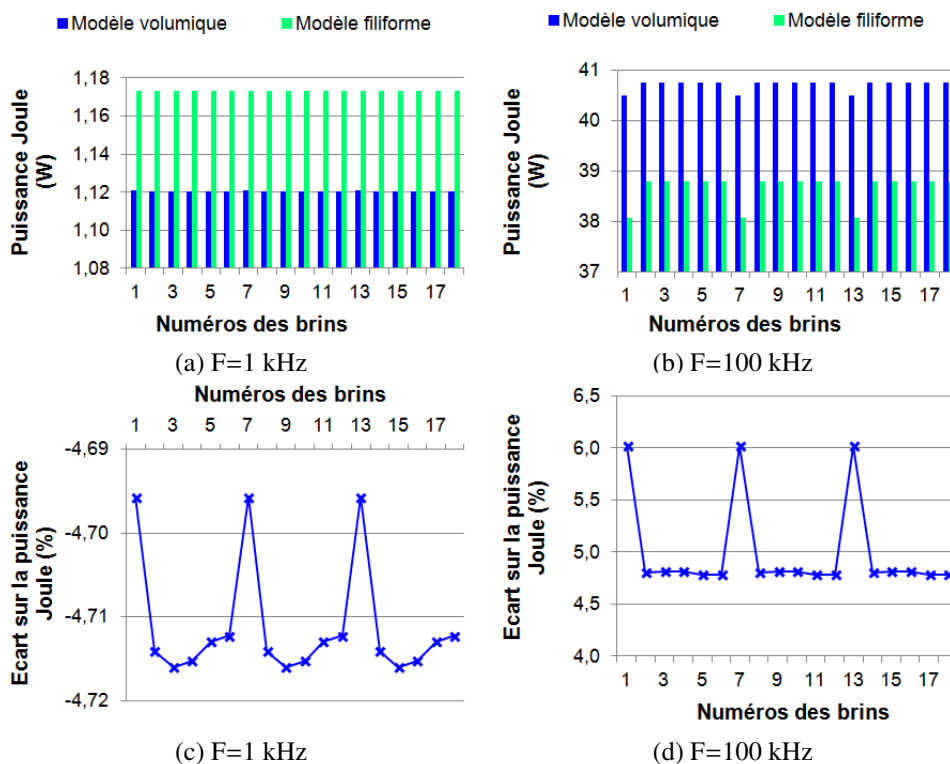 Modèle volumique Modèle filiforme
Puissance Joule
(W)
1,18
1,16
1,14
1,12
1,10
1,08
1 3 5 7 9 11 13 15 17
Numéros des brins
(a) F=1 kHz
Modèle volumique Modèle filiforme
Puissance Joule
(W)
41
40
39
38
37
1 3 5 7 9 11 13 15 17
Numéros des brins
(b) F=100 kHz
Numéros des brins
1 3 5 7 9 11 13 15 17
Ecart sur la puissance
Joule (%)
-4,69
-4,70
-4,71
-4,72
(c) F=1 kHz
Ecart sur la puissance
Joule (%)
6,5
6,0
5,5
5,0
4,5
4,0
1 3 5 7 9 11 13 15 17
Numéros des brins
(d) F=100 kHz